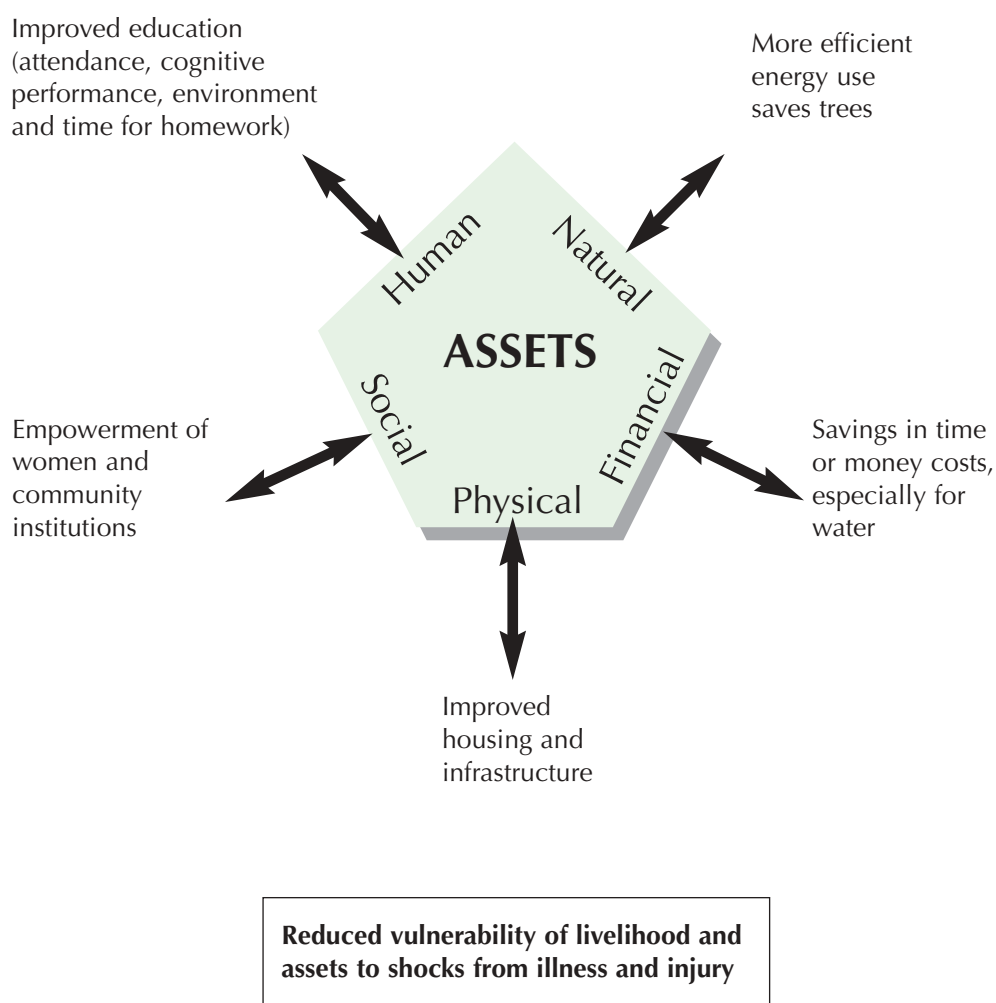 Improved education
(attendance, cognitive
performance, environment
and time for homework)
More efficient
energy use
saves trees
Human
Natural
ASSETS
Social
Financial
Physical
Empowerment of
women and
community
institutions
Savings in time
or money costs,
especially for
water
Improved
housing and
infrastructure
Reduced vulnerability of livelihood and
assets to shocks from illness and injury